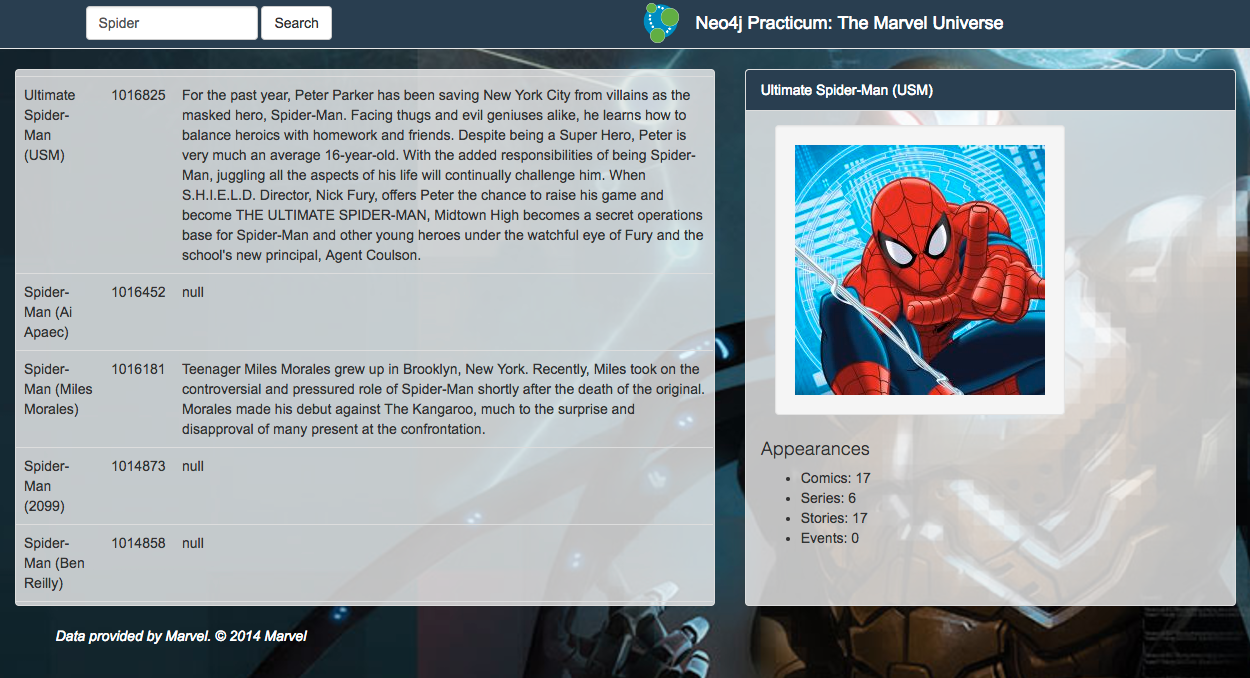 Spider
Search
Neo4j Practicum: The Marvel Universe
Ultimate
Spider-
Man
(USM)
1016825
For the past year, Peter Parker has been saving New York City from villains as the
masked hero, Spider-Man. Facing thugs and evil geniuses alike, he learns how to
balance heroics with homework and friends. Despite being a Super Hero, Peter is
very much an average 16-year-old. With the added responsibilities of being Spider-
Man, juggling all the aspects of his life will continually challenge him. When
S.H.I.E.L.D. Director, Nick Fury, offers Peter the chance to raise his game and
become THE ULTIMATE SPIDER-MAN, Midtown High becomes a secret operations
base for Spider-Man and other young heroes under the watchful eye of Fury and the
school's new principal, Agent Coulson.
Spider-
Man (Ai
Apaec)
1016452
null
Spider-
Man (Miles
Morales)
1016181
Teenager Miles Morales grew up in Brooklyn, New York. Recently, Miles took on the
controversial and pressured role of Spider-Man shortly after the death of the original.
Morales made his debut against The Kangaroo, much to the surprise and
disapproval of many present at the confrontation.
Spider-
Man
(2099)
1014873
null
Spider-
Man (Ben
Reilly)
1014858
null
Ultimate Spider-Man (USM)
Appearances
• Comics: 17
• Series: 6
• Stories: 17
• Events: 0
Data provided by Marvel. © 2014 Marvel